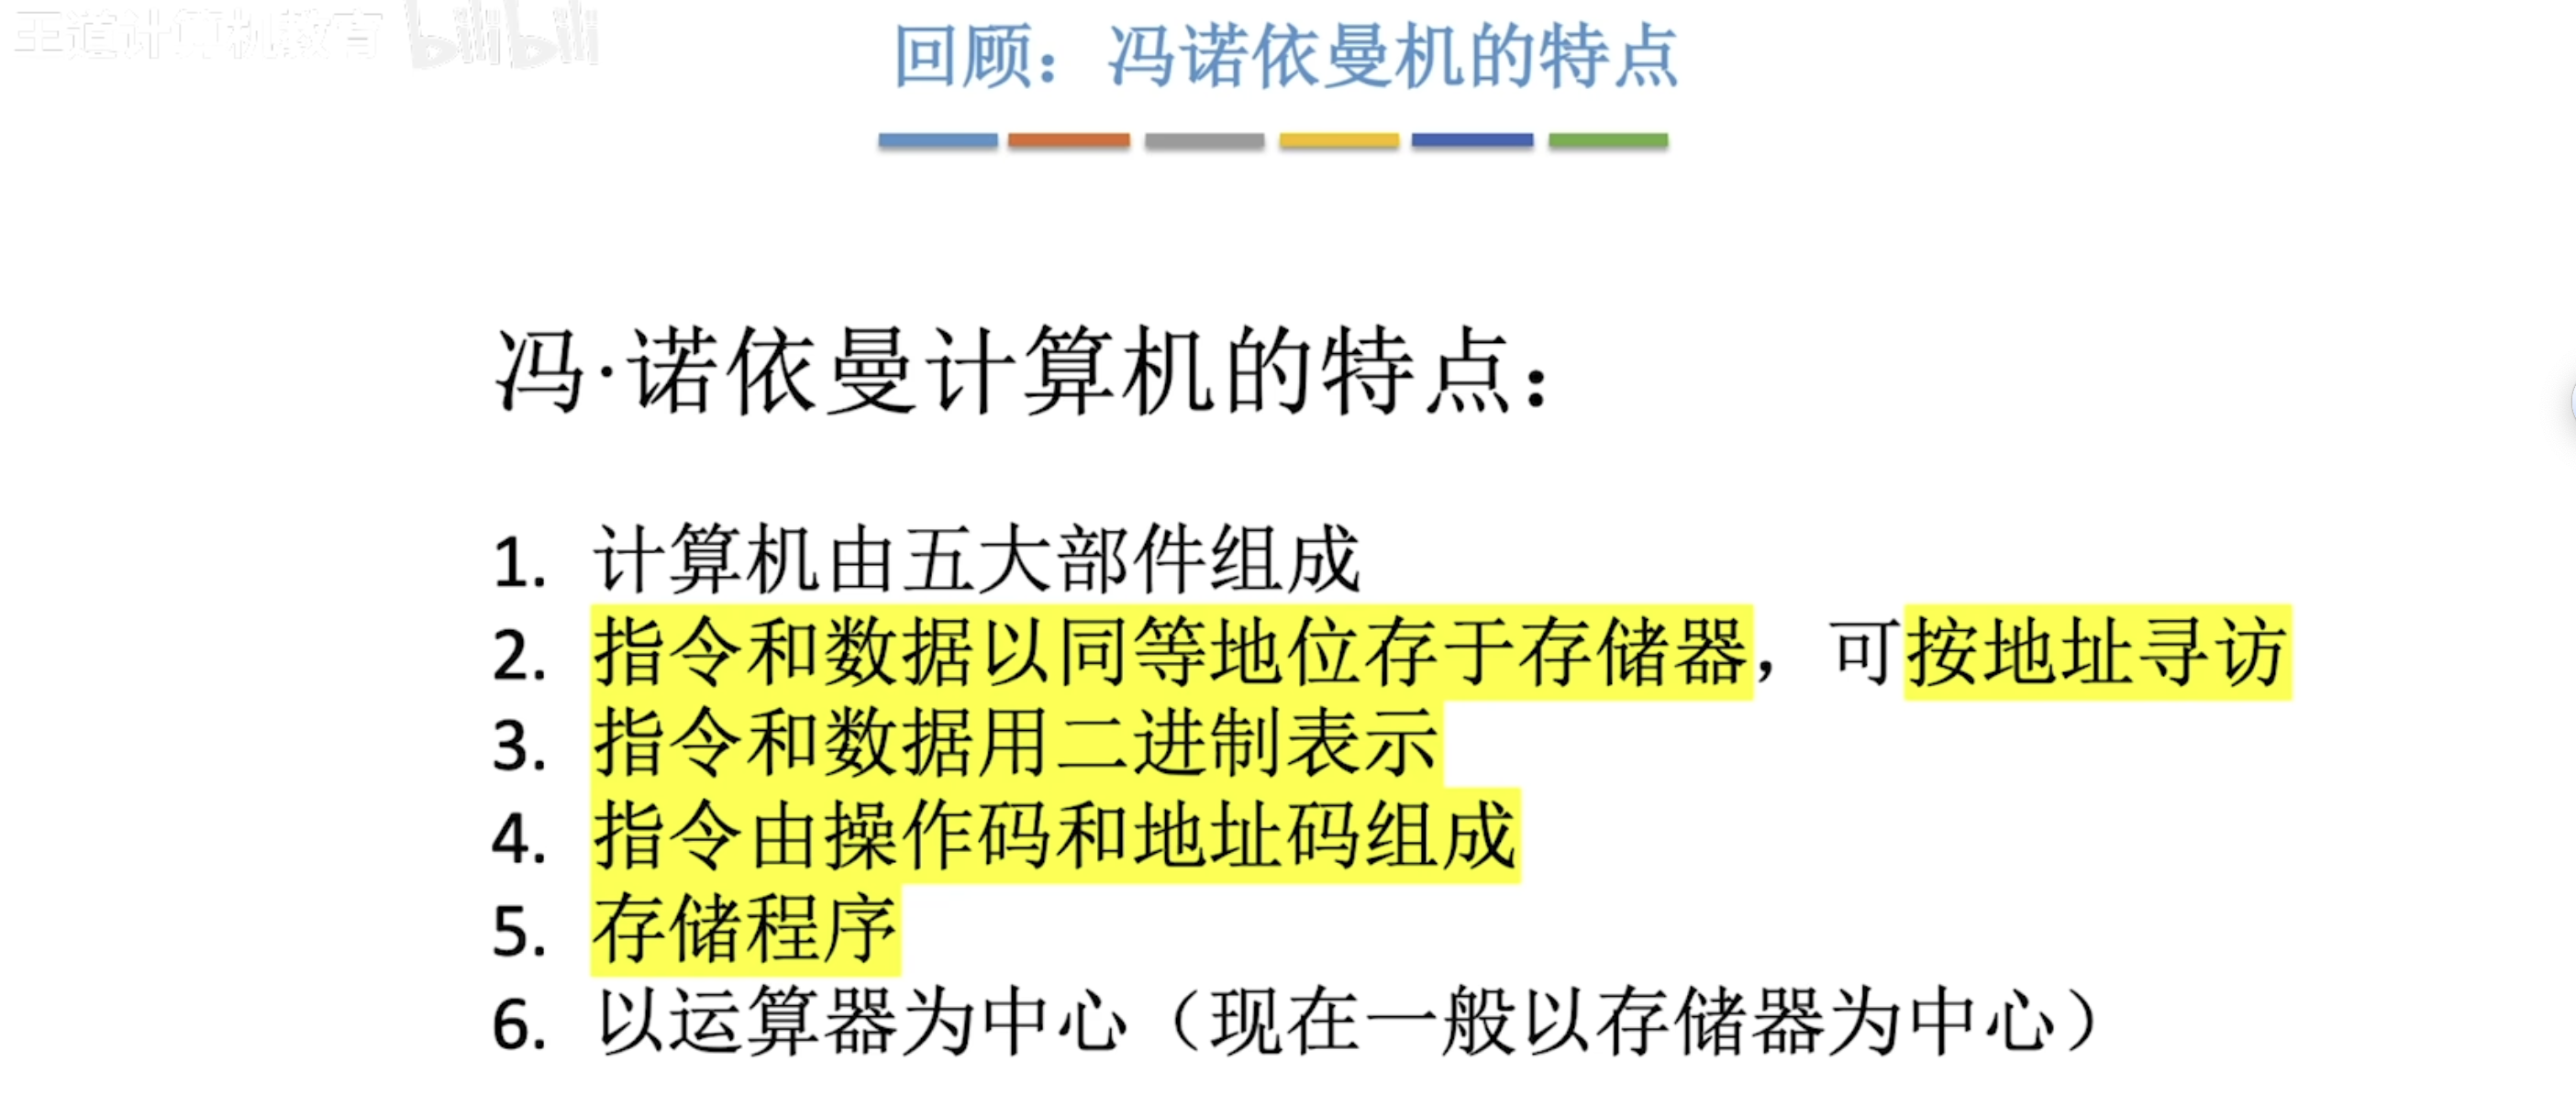 王道计算机教育 bilibili
回顾：冯诺依曼机的特点
冯·诺依曼计算机的特点：
1. 计算机由五大部件组成
2. 指令和数据以同等地位存于存储器，可按地址寻访
3. 指令和数据用二进制表示
4. 指令由操作码和地址码组成
5. 存储程序
6. 以运算器为中心（现在一般以存储器为中心）